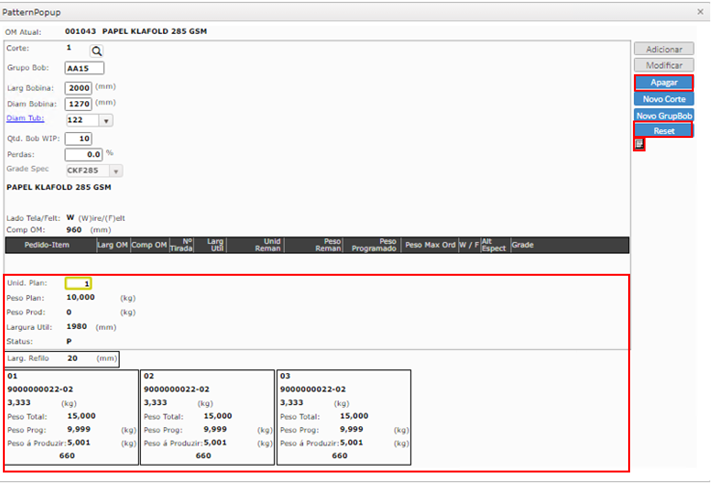 PatternPopup ×
OM Atual: 001043 PAPEL KLAFOLD 285 GSM
Corte: 1
Adicionar
Modificar
Grupo Bob: AA15
Apagar
Larg Bobina: 2000 (mm)
Novo Corte
Diam Bobina: 1270 (mm)
Novo GrupBob
Diam Tub: 122
Reset
Qtd. Bob WIP: 10
Perdas: 0.0 %
Grade Spec CKF285
PAPEL KLAFOLD 285 GSM
Lado Tela/Felt: W (W)ire/(F)elt
Comp OM: 960 (mm)
Pedido-Item Larg OM Comp OM Nº Tirada Larg Util Unid Reman Peso Reman Peso Programado Peso Max Ord W / F Alt Espect Grade
Unid. Plan: 1
Peso Plan: 10,000 (kg)
Peso Prod: 0 (kg)
Largura Util: 1980 (mm)
Status: P
Larg. Refilo 20 (mm)
01 02 03
9000000022-02 9000000022-02 9000000022-02
3,333 (kg) 3,333 (kg) 3,333 (kg)
Peso Total: 15,000 Peso Total: 15,000 Peso Total: 15,000
Peso Prog: 9,999 (kg) Peso Prog: 9,999 (kg) Peso Prog: 9,999 (kg)
Peso á Produzir: 5,001 (kg) Peso á Produzir: 5,001 (kg) Peso á Produzir: 5,001 (kg)
660 660 660